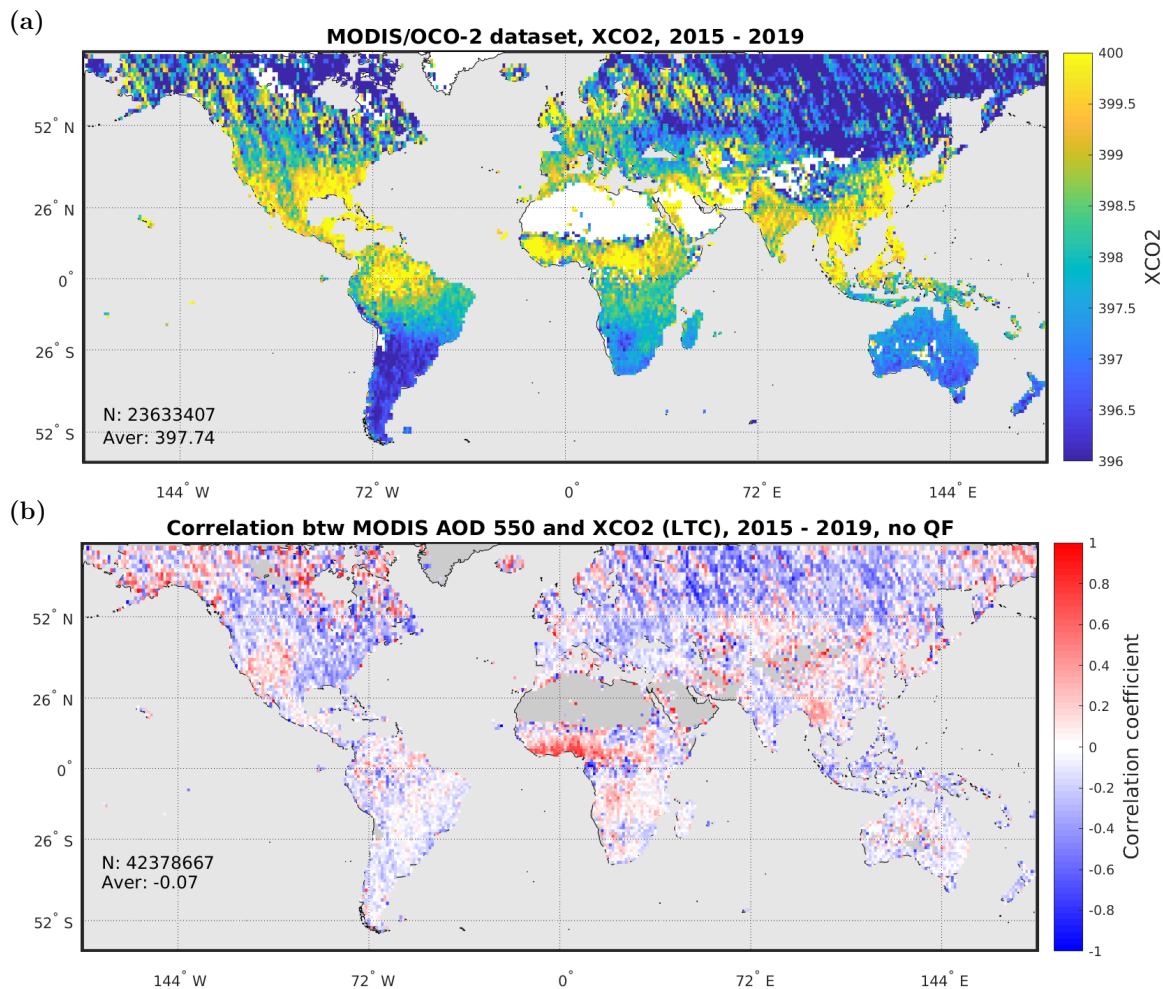 (a)
MODIS/OCO-2 dataset, XCO2, 2015 - 2019
52° N
26° N
0°
26° S
52° S
N: 23633407
Aver: 397.74
144° W
72° W
0°
72° E
144° E
400
399.5
399
398.5
398
397.5
397
396.5
396
XCO2
(b)
Correlation btw MODIS AOD 550 and XCO2 (LTC), 2015 - 2019, no QF
52° N
26° N
0°
26° S
52° S
N: 42378667
Aver: -0.07
144° W
72° W
0°
72° E
144° E
1
0.8
0.6
0.4
0.2
0
-0.2
-0.4
-0.6
-0.8
-1
Correlation coefficient